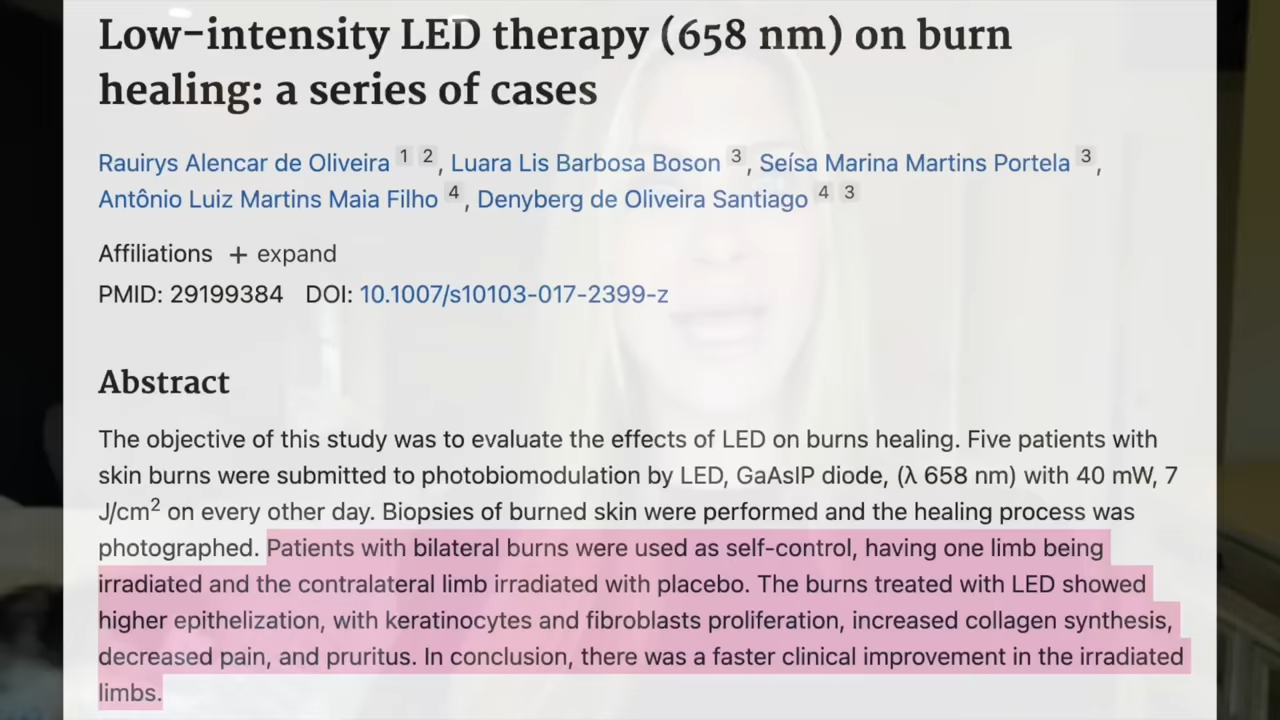 Low-intensity LED therapy (658 nm) on burn
healing: a series of cases
Rauirys Alencar de Oliveira 1 2, Luara Lis Barbosa Boson 3, Seísa Marina Martins Portela 3,
Antônio Luiz Martins Maia Filho 4, Denyberg de Oliveira Santiago 4 3
Affiliations + expand
PMID: 29199384 DOI: 10.1007/s10103-017-2399-z
Abstract
The objective of this study was to evaluate the effects of LED on burns healing. Five patients with
skin burns were submitted to photobiomodulation by LED, GaAsIP diode, (λ 658 nm) with 40 mW, 7
J/cm2 on every other day. Biopsies of burned skin were performed and the healing process was
photographed. Patients with bilateral burns were used as self-control, having one limb being
irradiated and the contralateral limb irradiated with placebo. The burns treated with LED showed
higher epithelization, with keratinocytes and fibroblasts proliferation, increased collagen synthesis,
decreased pain, and pruritus. In conclusion, there was a faster clinical improvement in the irradiated
limbs.